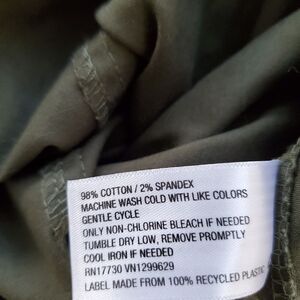 98% COTTON / 2% SPANDEX
MACHINE WASH COLD WITH LIKE COLORS
GENTLE CYCLE
ONLY NON-CHLORINE BLEACH IF NEEDED
TUMBLE DRY LOW, REMOVE PROMPTLY
COOL IRON IF NEEDED
RN17730 VN1299629
LABEL MADE FROM 100% RECYCLED PLASTIC